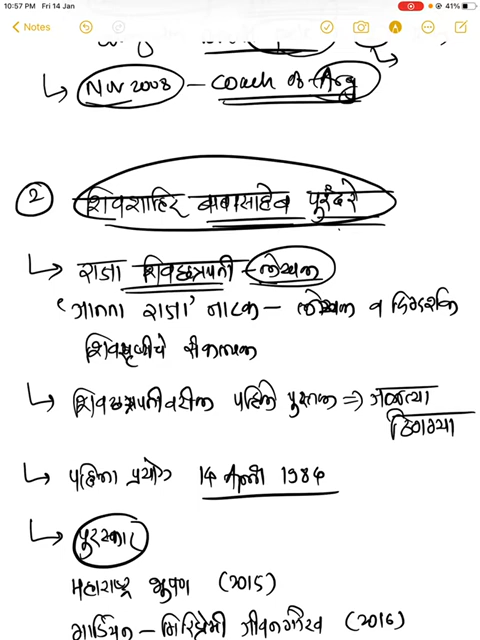 10:57 PM Fri 14 Jan
41%
Notes
Nov 2008 - Coach of Arg
2 शिवशाहिर बाबासाहेब पुरंदरे
राजा शिवछत्रपती - लेखक
'जाणता राजा' नाटक - लेखक व दिग्दर्शक
शिवसृष्टीचे संकल्पक
शिवछत्रपतींवरील पहिले पुस्तक ⇒ जळत्या
ठिणग्या
पहिला प्रयोग 14 April 1984
पुरस्कार
महाराष्ट्र भूषण (2015)
गार्डियन - गिरिप्रेमी जीवनगौरव (2016)